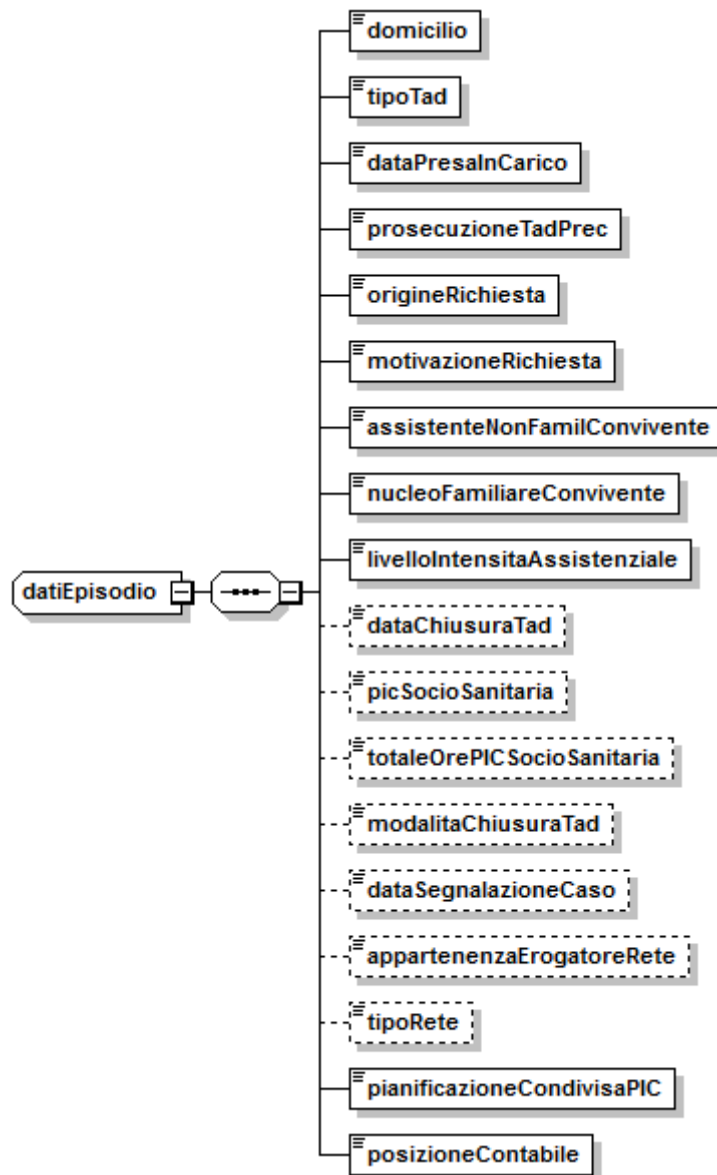 domicilio
tipoTad
dataPresaInCarico
prosecuzioneTadPrec
origineRichiesta
motivazioneRichiesta
assistenteNonFamilConvivente
nucleoFamiliareConvivente
livelloIntensitaAssistenziale
datiEpisodio
dataChiusuraTad
picSocioSanitaria
totaleOrePICSocioSanitaria
modalitaChiusuraTad
dataSegnalazioneCaso
appartenenzaErogatoreRete
tipoRete
pianificazioneCondivisaPIC
posizioneContabile